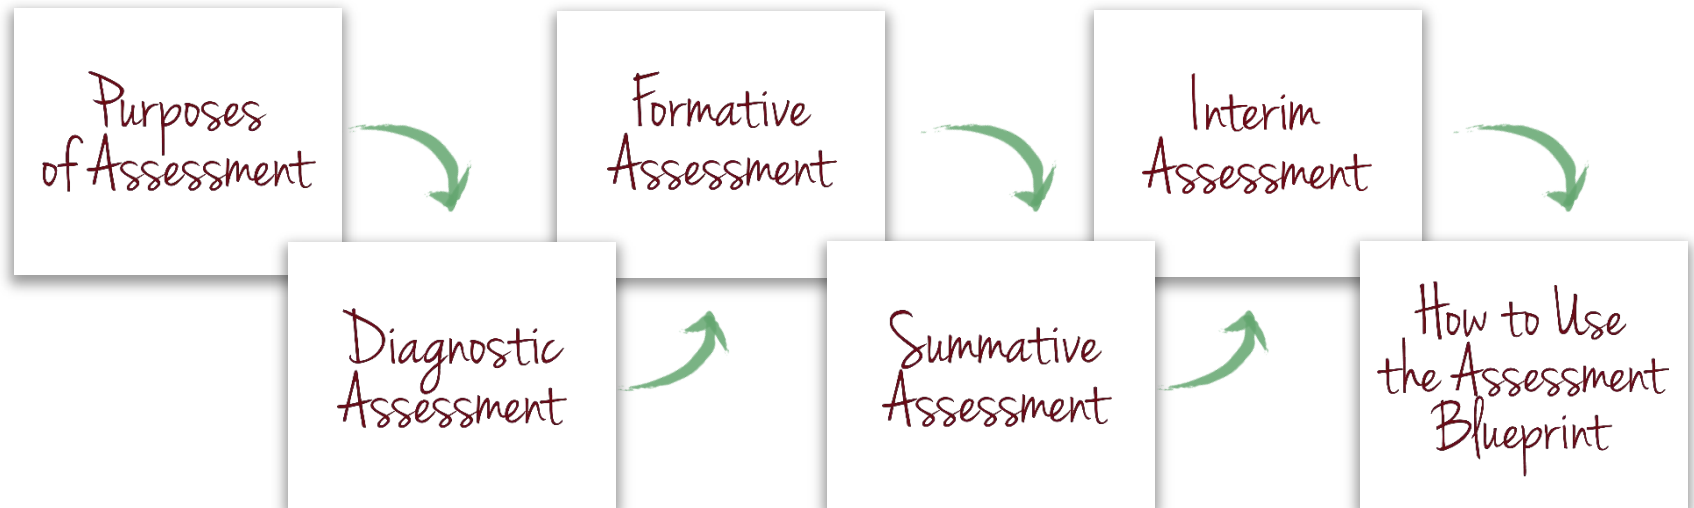 Purposes
of Assessment
Diagnostic
Assessment
Formative
Assessment
Summative
Assessment
Interim
Assessment
How to Use
the Assessment
Blueprint